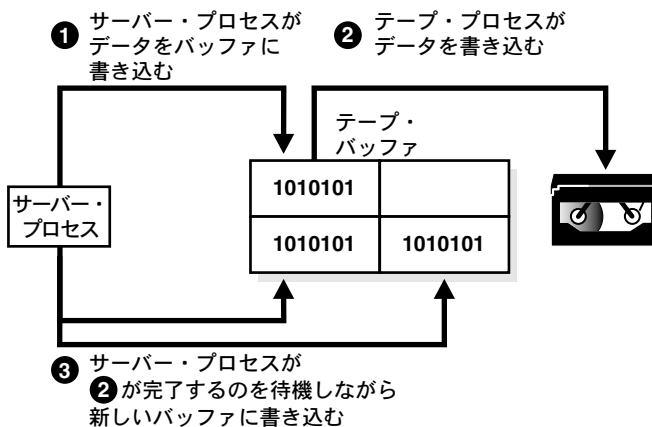 ❶ サーバー・プロセスが
データをバッファに
書き込む
❷ テープ・プロセスが
データを書き込む
テープ・
バッファ
サーバー・
プロセス
1010101
1010101
1010101
❸ サーバー・プロセスが
❷が完了するのを待機しながら
新しいバッファに書き込む